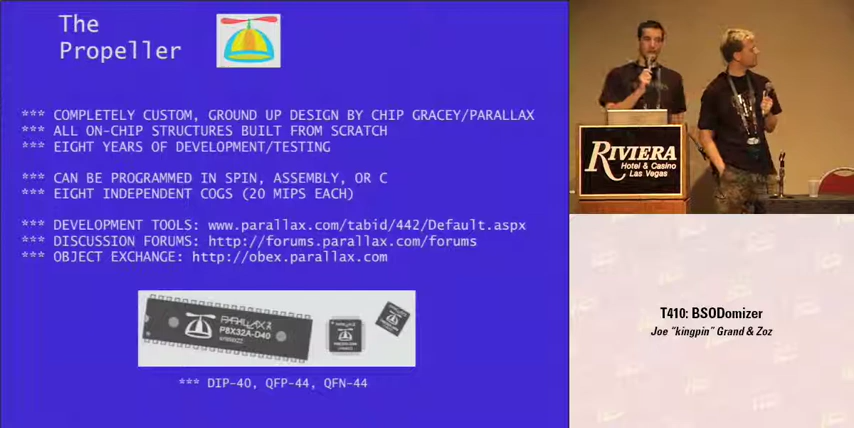 The
Propeller
*** COMPLETELY CUSTOM, GROUND UP DESIGN BY CHIP GRACEY/PARALLAX
*** ALL ON-CHIP STRUCTURES BUILT FROM SCRATCH
*** EIGHT YEARS OF DEVELOPMENT/TESTING
*** CAN BE PROGRAMMED IN SPIN, ASSEMBLY, OR C
*** EIGHT INDEPENDENT COGS (20 MIPS EACH)
*** DEVELOPMENT TOOLS: www.parallax.com/tabid/442/Default.aspx
*** DISCUSSION FORUMS: http://forums.parallax.com/forums
*** OBJECT EXCHANGE: http://obex.parallax.com
PARALLAX
P8X32A-D40
*** DIP-40, QFP-44, QFN-44
RIVIERA
Hotel & Casino
Las Vegas
T410: BSODomizer
Joe "kingpin" Grand & Zoz